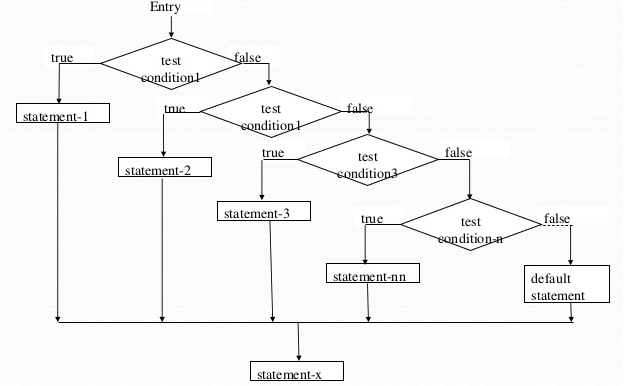 Entry
true
false
test
condition1
true
false
statement-1
test
condition1
true
false
statement-2
test
condition3
true
false
statement-3
test
condition-n
statement-nn
default
statement
statement-x